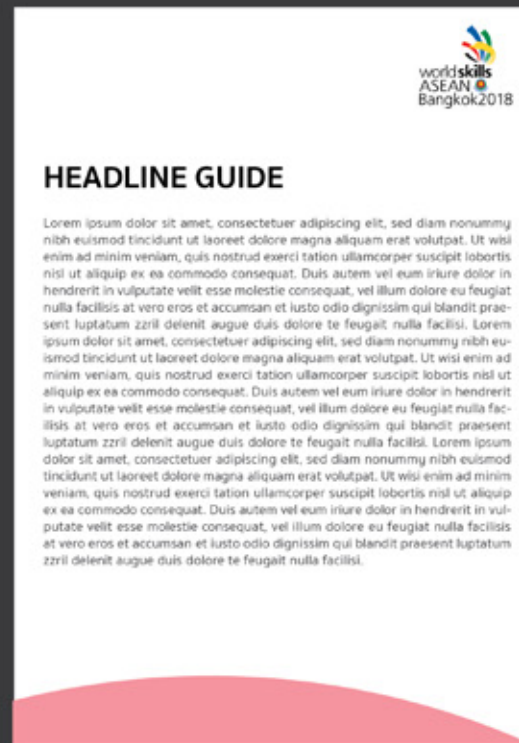 worldskills
ASEAN
Bangkok2018
HEADLINE GUIDE
Lorem ipsum dolor sit amet, consectetuer adipiscing elit, sed diam nonummy
nibh euismod tincidunt ut laoreet dolore magna aliquam erat volutpat. Ut wisi
enim ad minim veniam, quis nostrud exerci tation ullamcorper suscipit lobortis
nisl ut aliquip ex ea commodo consequat. Duis autem vel eum iriure dolor in
hendrerit in vulputate velit esse molestie consequat, vel illum dolore eu feugiat
nulla facilisis at vero eros et accumsan et iusto odio dignissim qui blandit prae-
sent luptatum zzril delenit augue duis dolore te feugait nulla facilisi. Lorem
ipsum dolor sit amet, consectetuer adipiscing elit, sed diam nonummy nibh eu-
ismod tincidunt ut laoreet dolore magna aliquam erat volutpat. Ut wisi enim ad
minim veniam, quis nostrud exerci tation ullamcorper suscipit lobortis nisl ut
aliquip ex ea commodo consequat. Duis autem vel eum iriure dolor in hendrerit
in vulputate velit esse molestie consequat, vel illum dolore eu feugiat nulla fac-
ilisis at vero eros et accumsan et iusto odio dignissim qui blandit praesent
luptatum zzril delenit augue duis dolore te feugait nulla facilisi. Lorem ipsum
dolor sit amet, consectetuer adipiscing elit, sed diam nonummy nibh euismod
tincidunt ut laoreet dolore magna aliquam erat volutpat. Ut wisi enim ad minim
veniam, quis nostrud exerci tation ullamcorper suscipit lobortis nisl ut aliquip
ex ea commodo consequat. Duis autem vel eum iriure dolor in hendrerit in vul-
putate velit esse molestie consequat, vel illum dolore eu feugiat nulla facilisis
at vero eros et accumsan et iusto odio dignissim qui blandit praesent luptatum
zzril delenit augue duis dolore te feugait nulla facilisi.